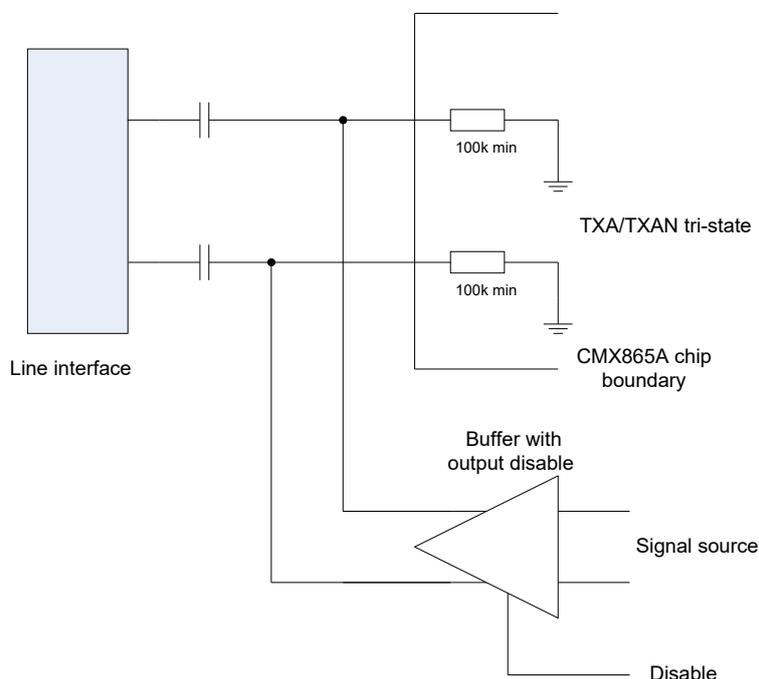 100k min
TXA/TXAN tri-state
100k min
Line interface
CMX865A chip
boundary
Buffer with
output disable
Signal source
Disable